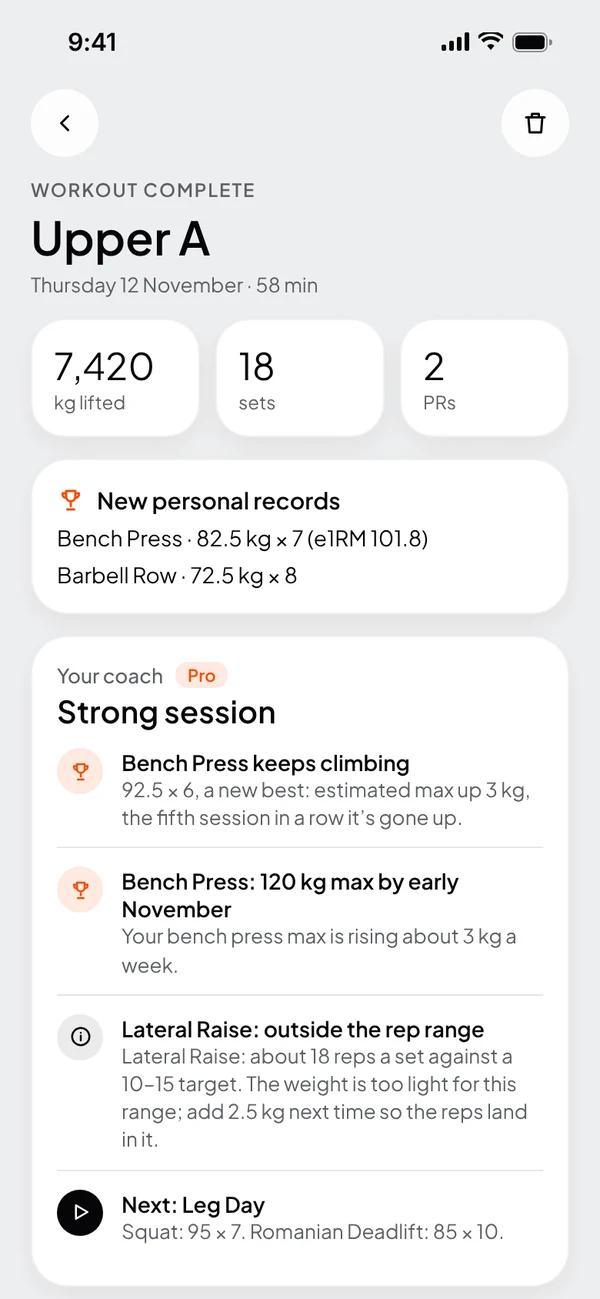 9:41
WORKOUT COMPLETE
Upper A
Thursday 12 November · 58 min
7,420
kg lifted
18
sets
2
PRs
New personal records
Bench Press · 82.5 kg × 7 (e1RM 101.8)
Barbell Row · 72.5 kg × 8
Your coach Pro
Strong session
Bench Press keeps climbing
92.5 × 6, a new best: estimated max up 3 kg,
the fifth session in a row it’s gone up.
Bench Press: 120 kg max by early
November
Your bench press max is rising about 3 kg a
week.
Lateral Raise: outside the rep range
Lateral Raise: about 18 reps a set against a
10–15 target. The weight is too light for this
range; add 2.5 kg next time so the reps land
in it.
Next: Leg Day
Squat: 95 × 7. Romanian Deadlift: 85 × 10.